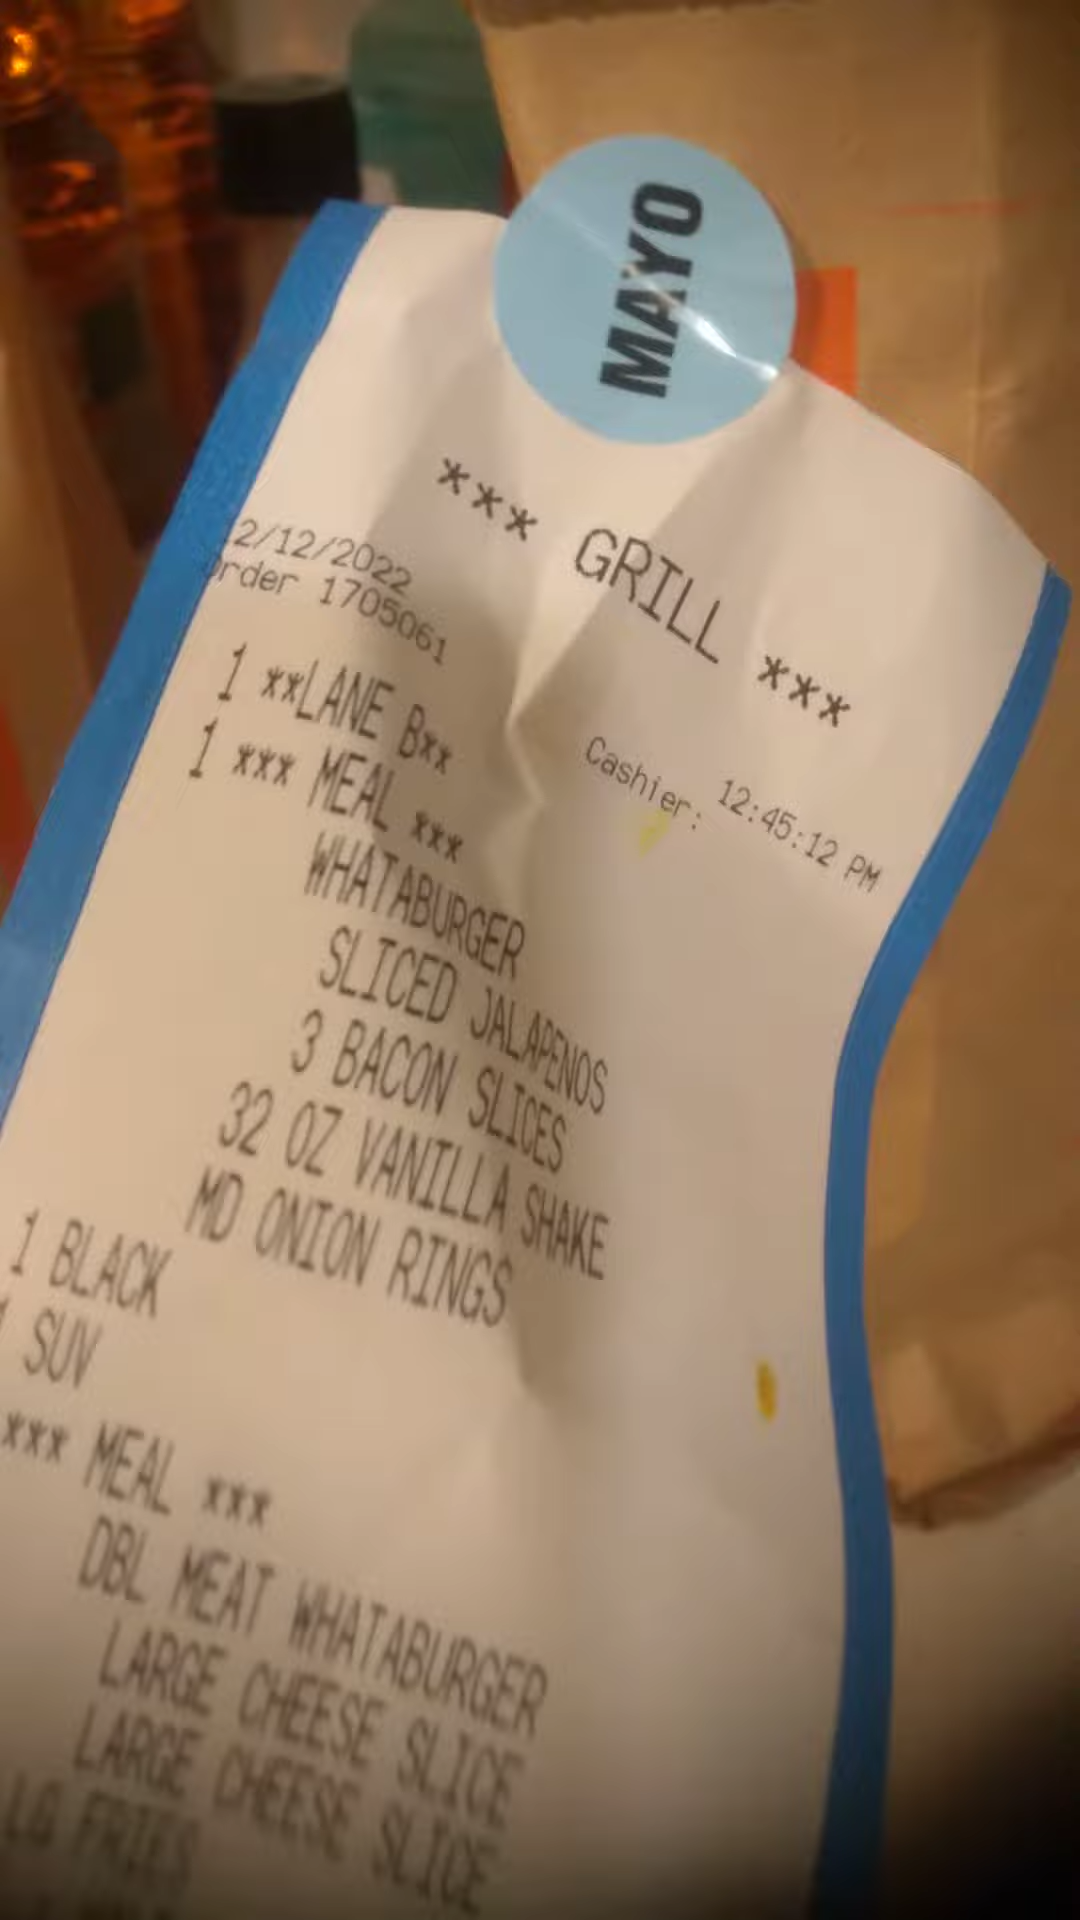 MAYO
*** GRILL ***
2/12/2022
Order 1705061
12:45:12 PM
Cashier:
1 **LANE B**
1 *** MEAL ***
WHATABURGER
SLICED JALAPENOS
3 BACON SLICES
32 OZ VANILLA SHAKE
MD ONION RINGS
1 BLACK
1 SUV
*** MEAL ***
DBL MEAT WHATABURGER
LARGE CHEESE SLICE
LARGE CHEESE SLICE
LG FRIES